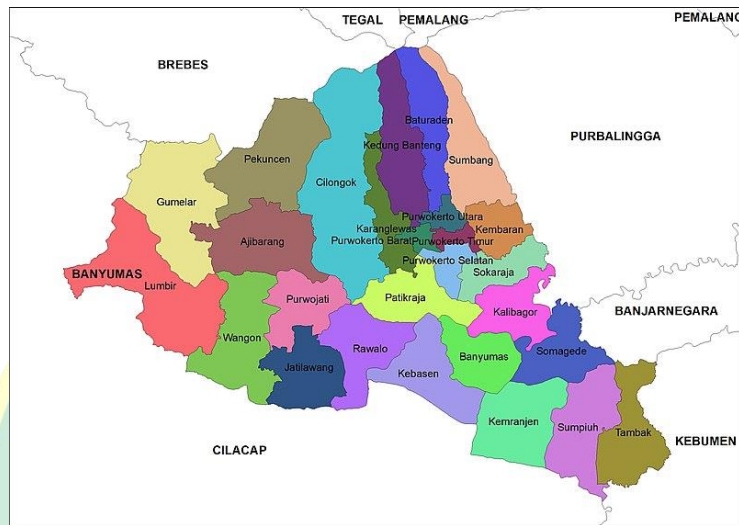 TEGAL
PEMALANG
PEMALANG
BREBES
PURBALINGGA
Baturaden
Kedung Banteng
Sumbang
Pekuncen
Cilongok
Gumelar
Purwokerto Utara
Karanglewas
Kembaran
Ajibarang
Purwokerto Barat
Purwokerto Timur
Purwokerto Selatan
Sokaraja
BANYUMAS
Lumbir
Purwojati
Patikraja
Kalibagor
BANJARNEGARA
Wangon
Rawalo
Banyumas
Somagede
Jatilawang
Kebasen
Kemranjen
Sumpiuh
Tambak
KEBUMEN
CILACAP